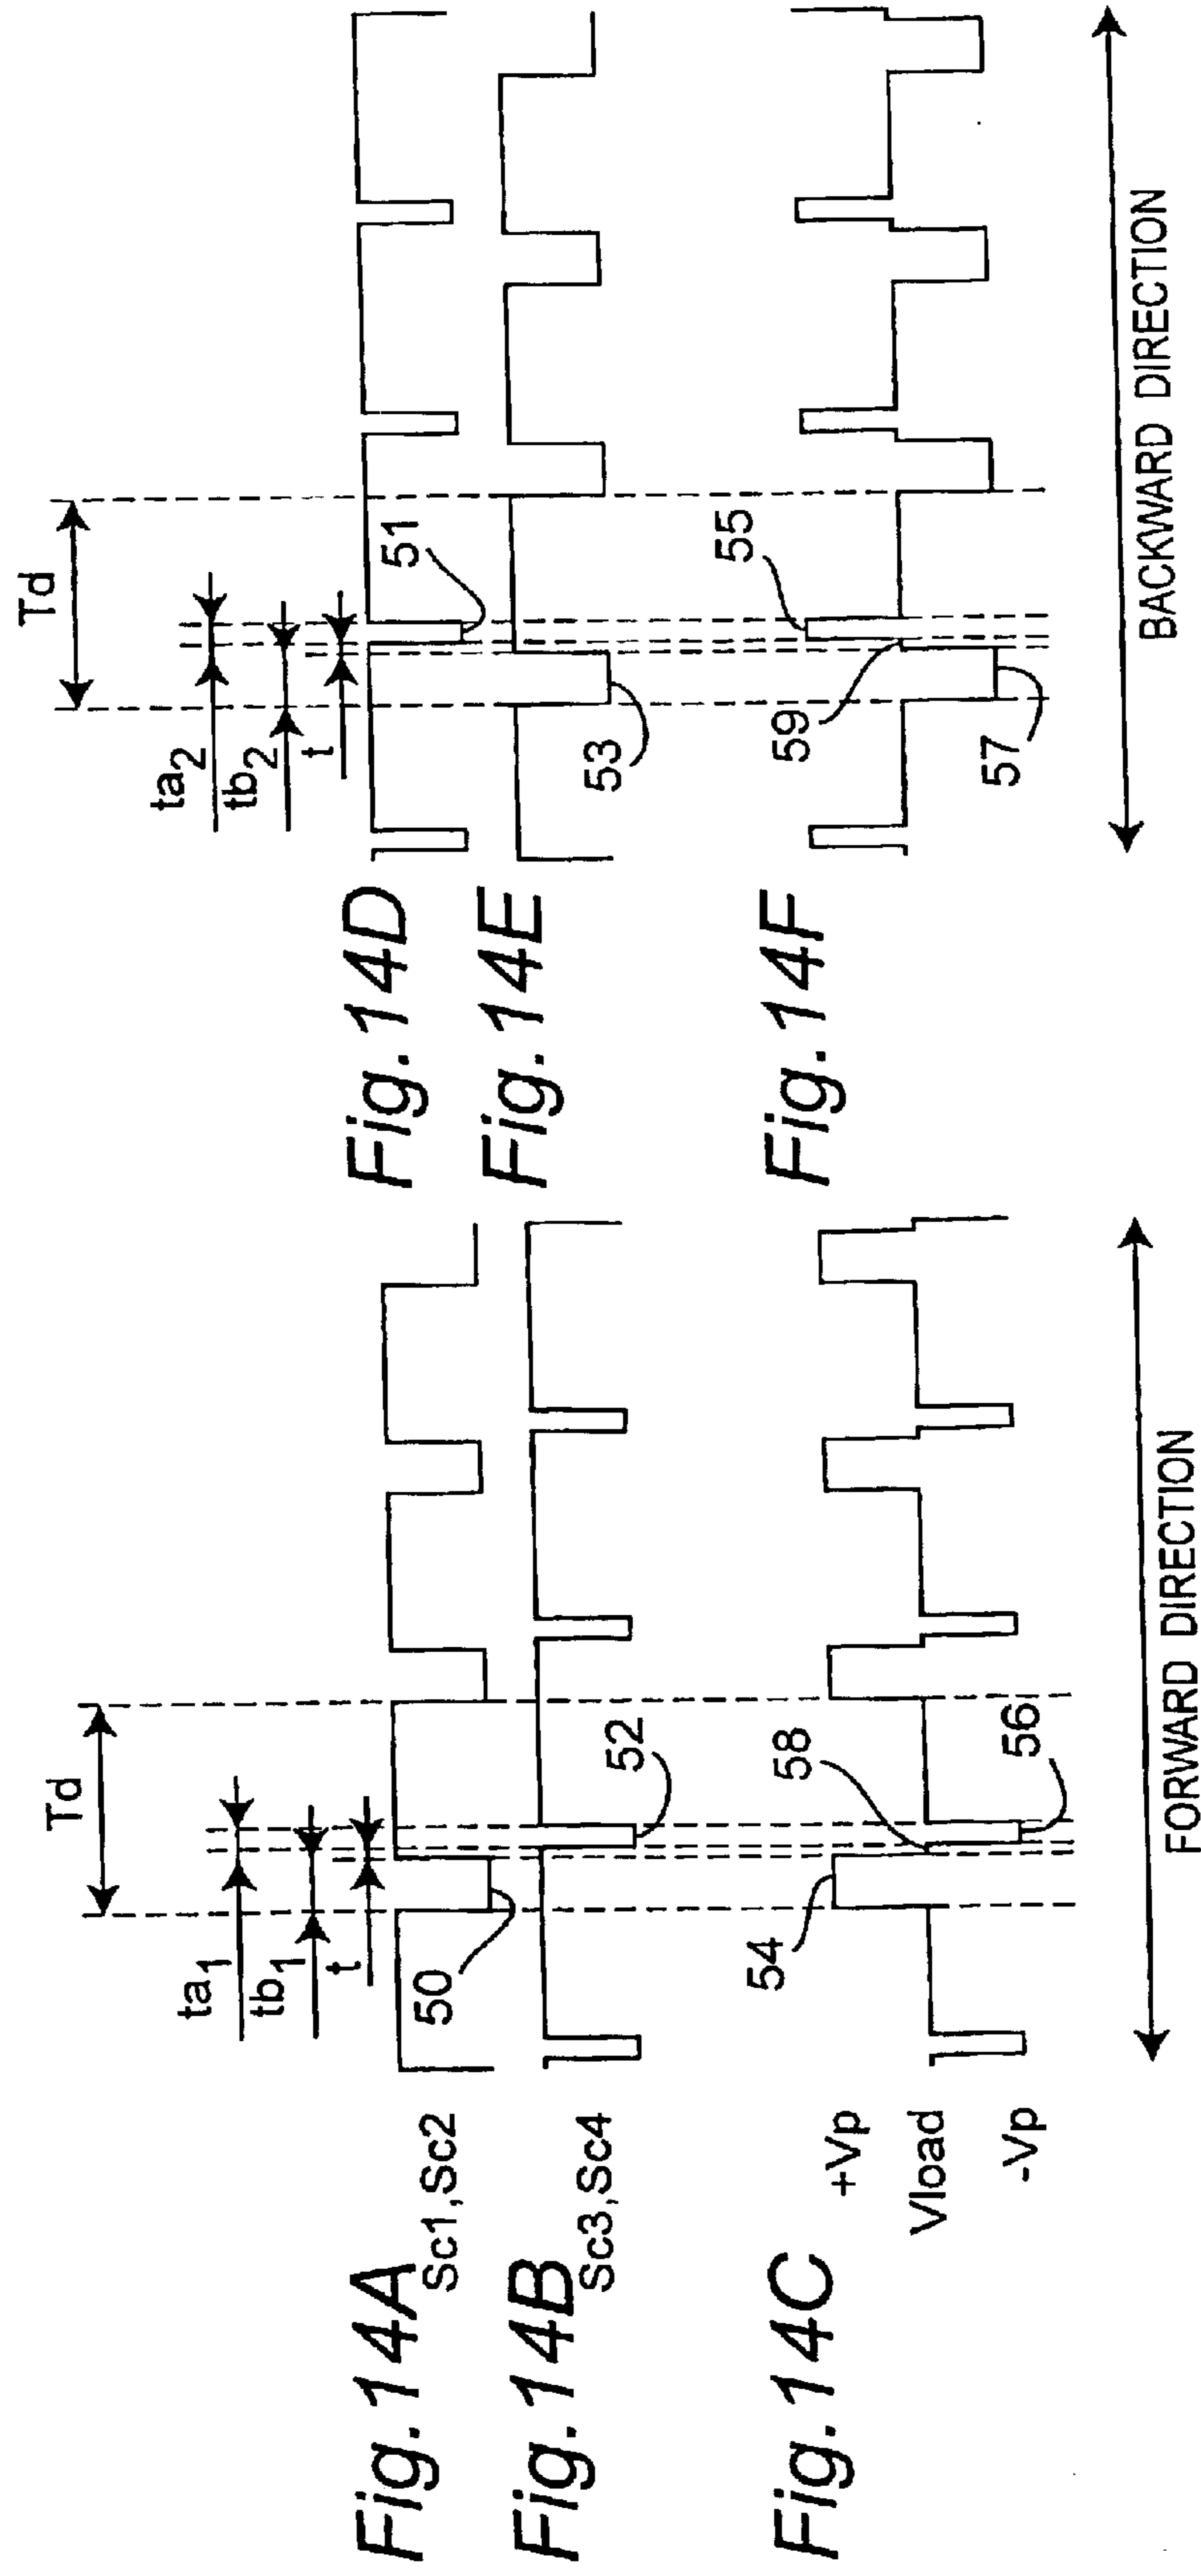 Fig. 14A
Sc1,Sc2
Fig. 14B
Sc3,Sc4
Fig. 14C
+Vp
Vload
-Vp
Td
ta1
tb1
t
50
52
54
58
56
FORWARD DIRECTION
Fig. 14D
Fig. 14E
Fig. 14F
Td
ta2
tb2
t
51
53
55
59
57
BACKWARD DIRECTION